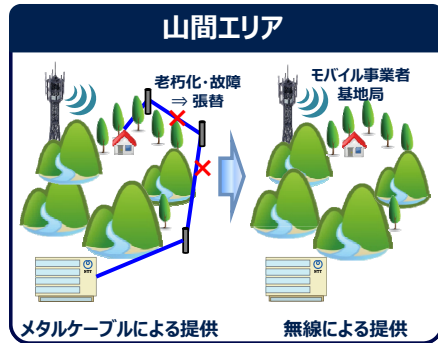 山間エリア
老朽化・故障
⇒ 張替
モバイル事業者
基地局
NTT
NTT
メタルケーブルによる提供
無線による提供